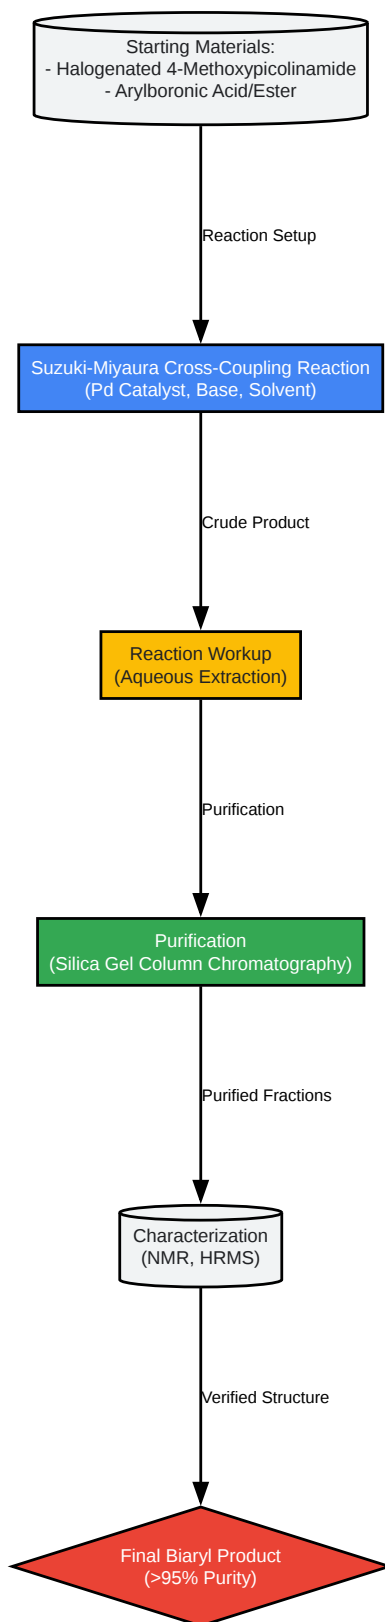 Starting Materials:
- Halogenated 4-Methoxypicolinamide
- Arylboronic Acid/Ester
Reaction Setup
Suzuki-Miyaura Cross-Coupling Reaction
(Pd Catalyst, Base, Solvent)
Crude Product
Reaction Workup
(Aqueous Extraction)
Purification
Purification
(Silica Gel Column Chromatography)
Purified Fractions
Characterization
(NMR, HRMS)
Verified Structure
Final Biaryl Product
(>95% Purity)